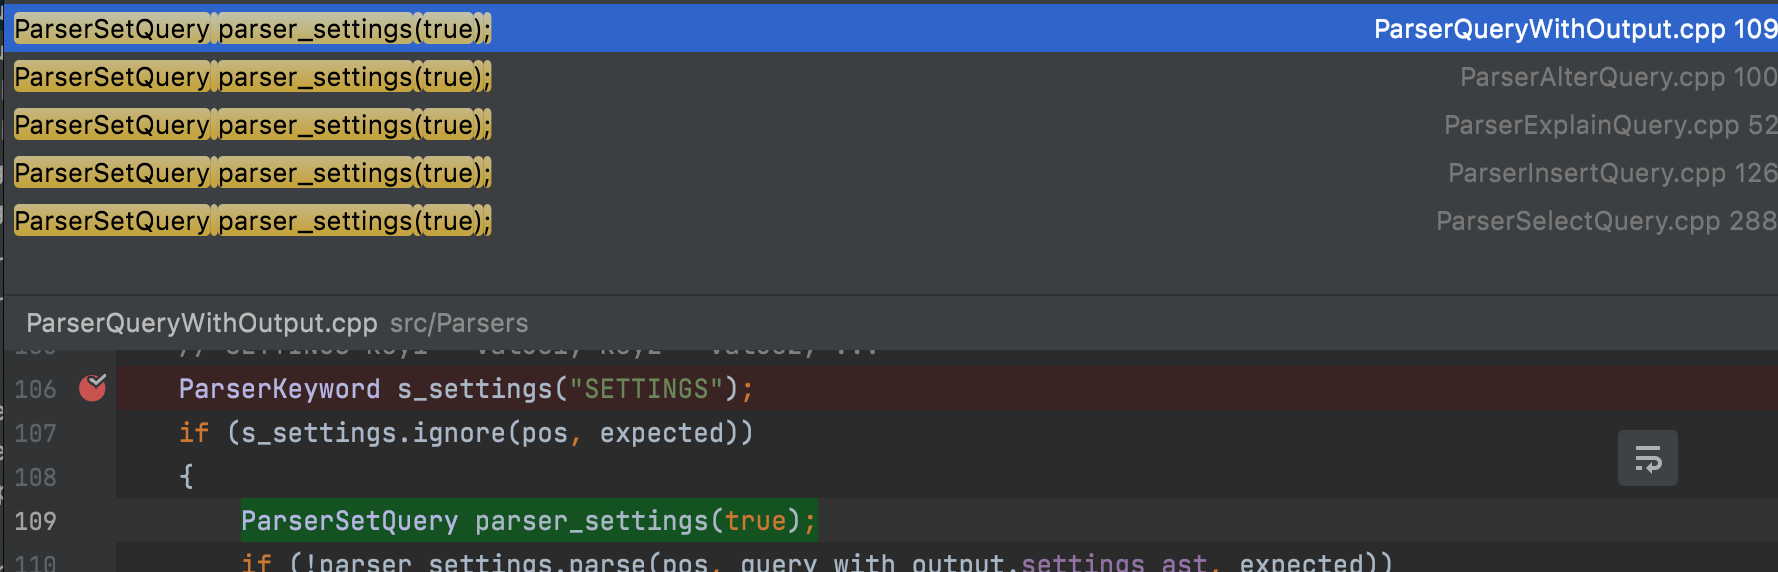 ParserSetQuery parser_settings(true); ParserQueryWithOutput.cpp 109
ParserSetQuery parser_settings(true); ParserAlterQuery.cpp 100
ParserSetQuery parser_settings(true); ParserExplainQuery.cpp 52
ParserSetQuery parser_settings(true); ParserInsertQuery.cpp 126
ParserSetQuery parser_settings(true); ParserSelectQuery.cpp 288
ParserQueryWithOutput.cpp src/Parsers
106 ParserKeyword s_settings("SETTINGS");
107 if (s_settings.ignore(pos, expected))
108 {
109 ParserSetQuery parser_settings(true);
110 if (!parser_settings.parse(pos, query_with_output.settings_ast, expected))